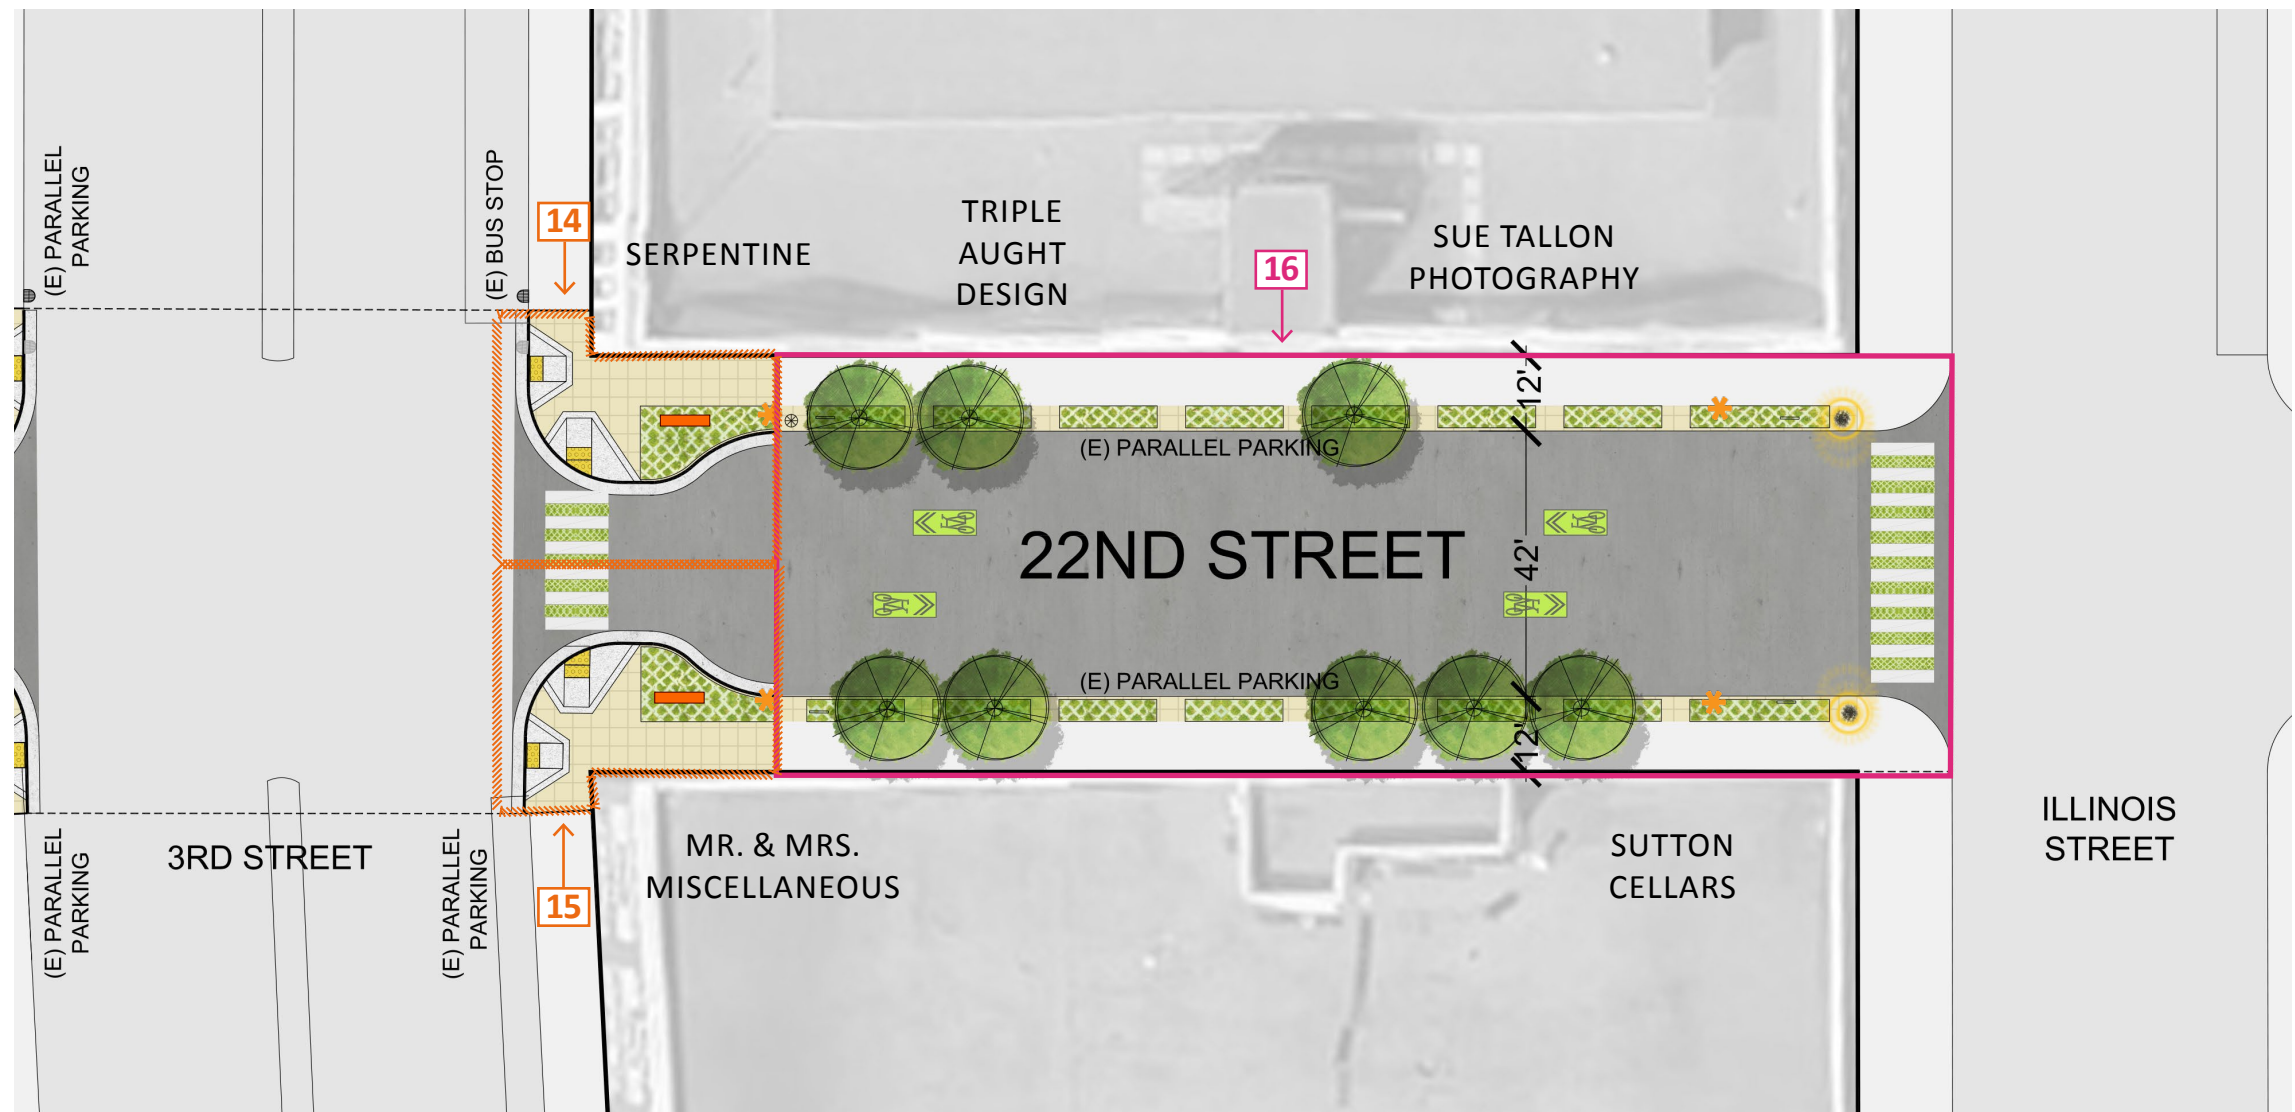 (E) PARALLEL
PARKING
(E) BUS STOP
14
SERPENTINE
TRIPLE
AUGHT
DESIGN
16
SUE TALLON
PHOTOGRAPHY
12'
(E) PARALLEL PARKING
22ND STREET
42'
(E) PARALLEL PARKING
12'
3RD STREET
(E) PARALLEL
PARKING
(E) PARALLEL
PARKING
15
MR. & MRS.
MISCELLANEOUS
SUTTON
CELLARS
ILLINOIS
STREET